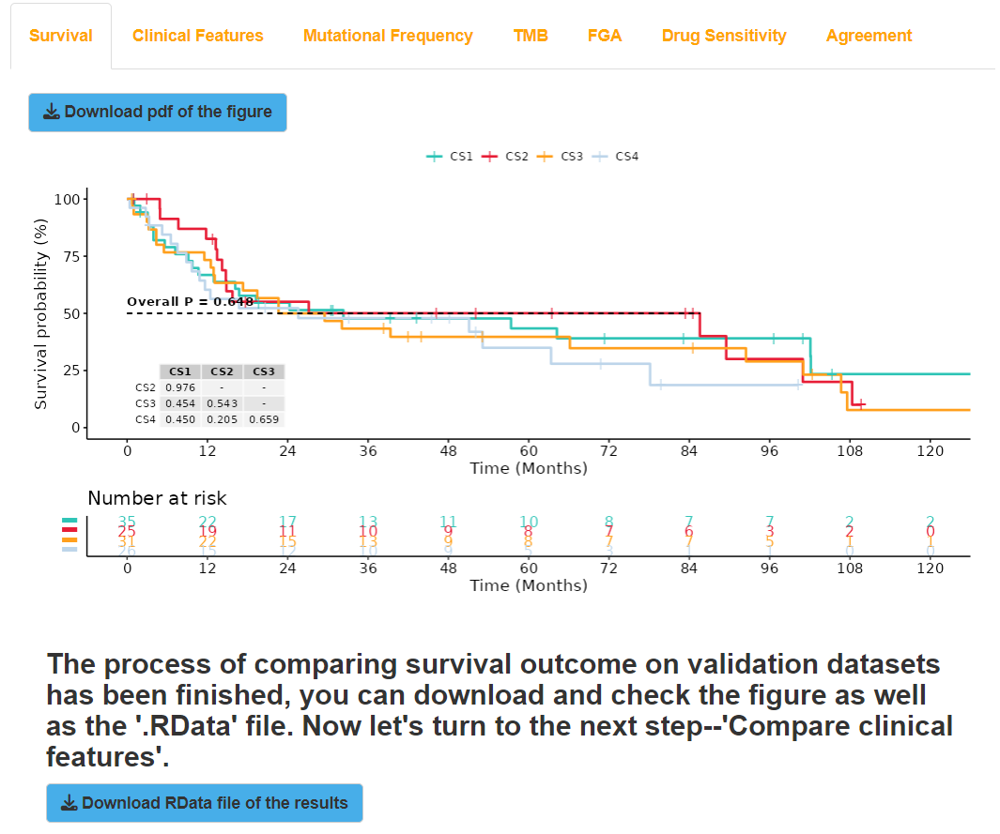 Survival Clinical Features Mutational Frequency TMB FGA Drug Sensitivity Agreement
Download pdf of the figure
CS1 CS2 CS3 CS4
Survival probability (%)
100
75
50
25
0
Overall P = 0.648
CS1 CS2 CS3
CS2 0.976 - -
CS3 0.454 0.543 -
CS4 0.450 0.205 0.659
0 12 24 36 48 60 72 84 96 108 120
Time (Months)
Number at risk
35 22 17 13 11 10 8 7 7 2 2
25 19 11 10 9 8 7 6 3 2 0
31 22 15 13 9 8 7 7 5 1 1
26 15 12 10 9 5 3 1 1 0 0
0 12 24 36 48 60 72 84 96 108 120
Time (Months)
The process of comparing survival outcome on validation datasets
has been finished, you can download and check the figure as well
as the '.RData' file. Now let's turn to the next step--'Compare clinical
features'.
Download RData file of the results